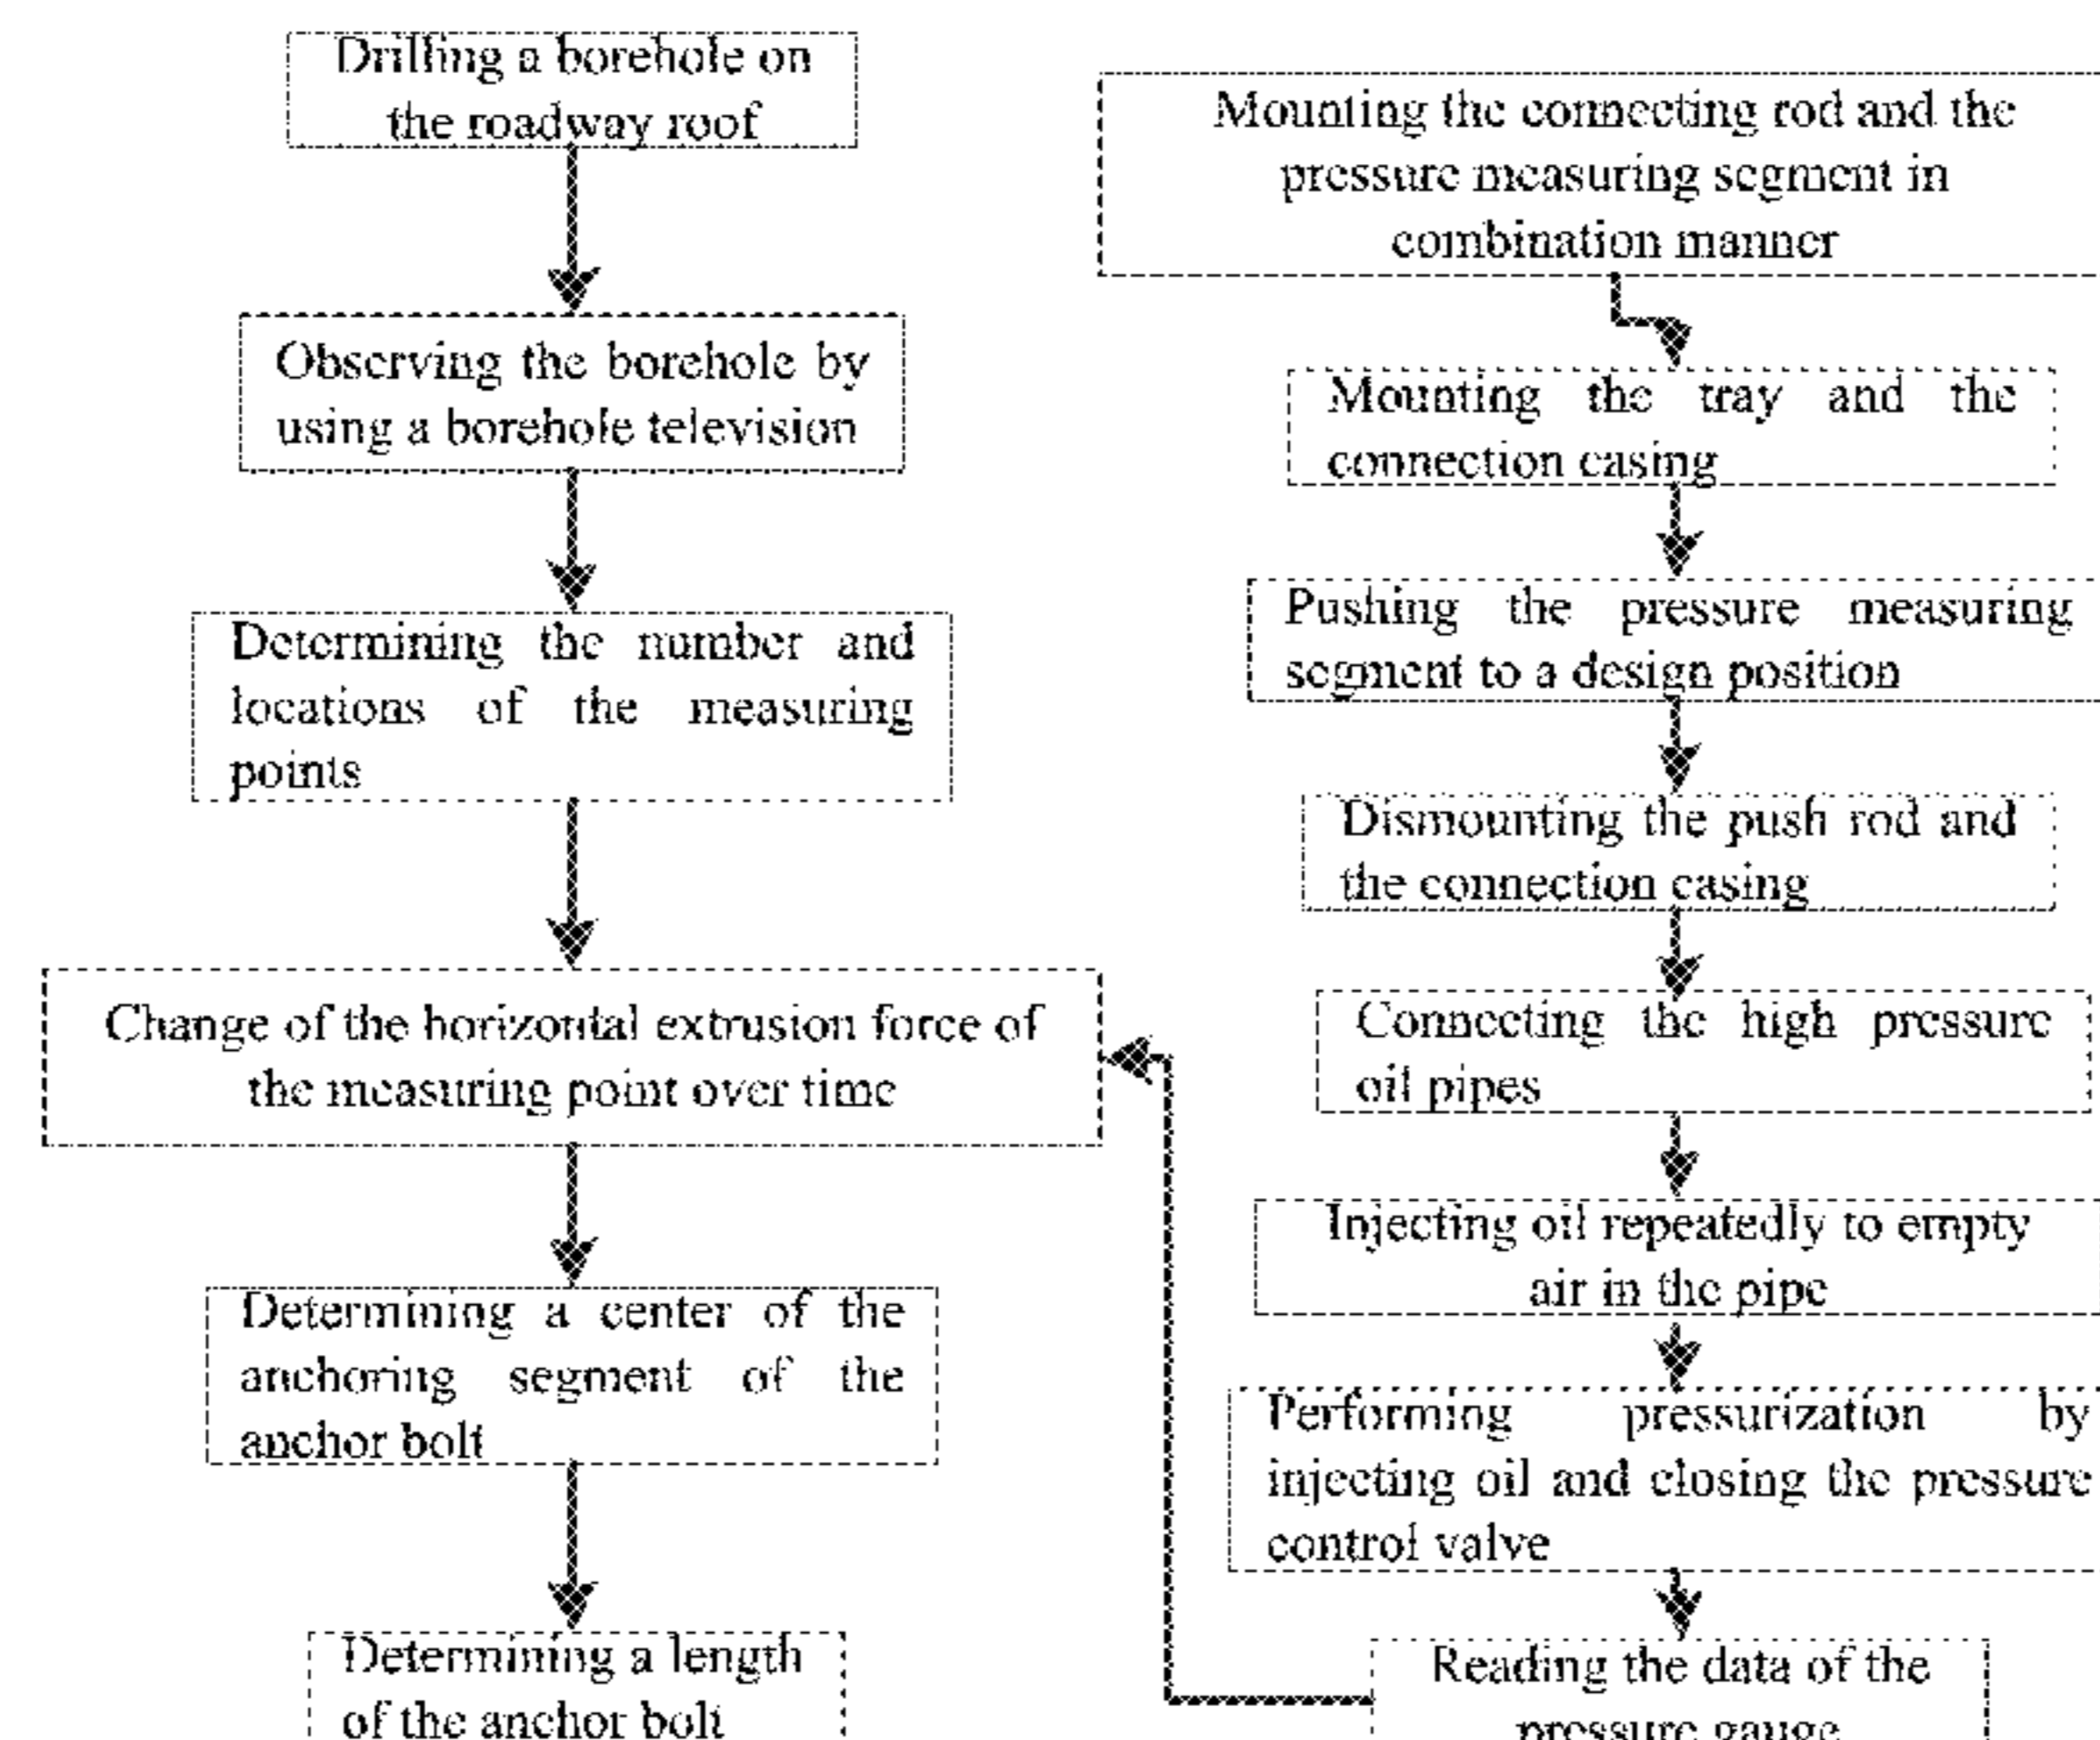 Drilling a borehole on
the roadway roof
Observing the borehole by
using a borehole television
Determining the number and
locations of the measuring
points
Change of the horizontal extrusion force of
the measuring point over time
Determining a center of the
anchoring segment of the
anchor bolt
Determining a length
of the anchor bolt
Mounting the connecting rod and the
pressure measuring segment in
combination manner
Mounting the tray and the
connection casing
Pushing the pressure measuring
segment to a design position
Dismounting the push rod and
the connection casing
Connecting the high pressure
oil pipes
Injecting oil repeatedly to empty
air in the pipe
Performing pressurization by
injecting oil and closing the pressure
control valve
Reading the data of the
pressure gauge